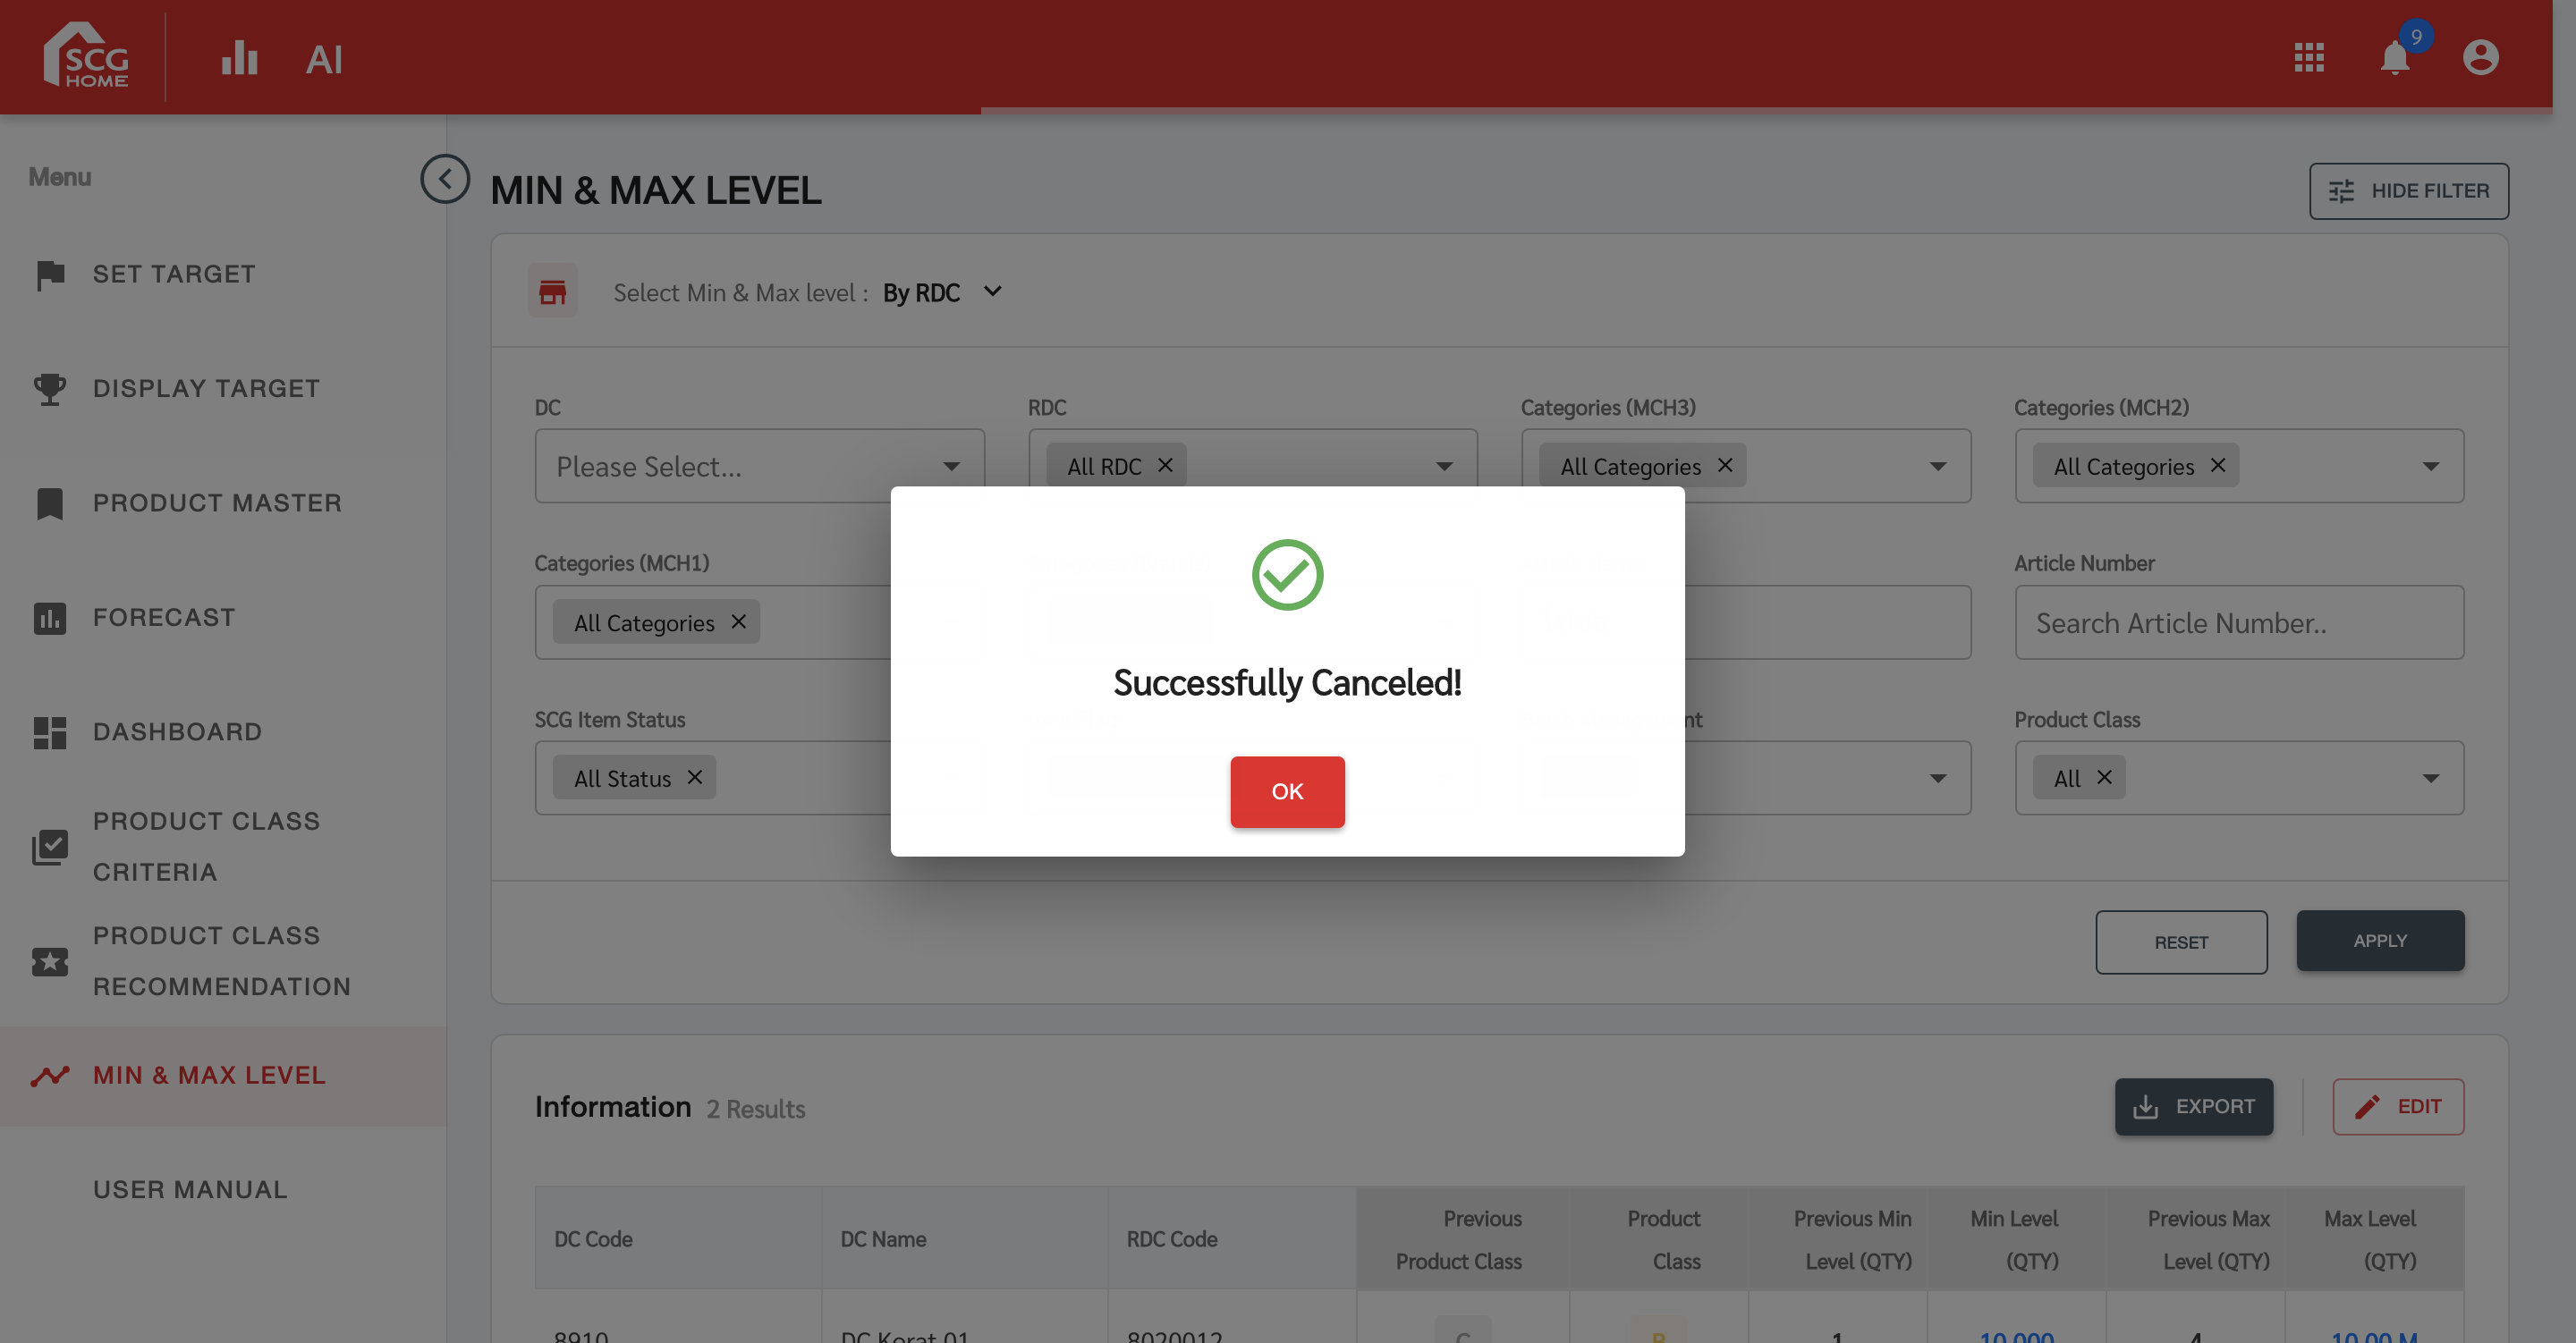 SCG
HOME
AI
9
Menu
MIN & MAX LEVEL
HIDE FILTER
SET TARGET
Select Min & Max level : By RDC
DISPLAY TARGET
DC
RDC
Categories (MCH3)
Categories (MCH2)
Please Select...
All RDC
All Categories
All Categories
PRODUCT MASTER
Categories (MCH1)
Article Number
All Categories
Search Article Number..
FORECAST
Successfully Canceled!
SCG Item Status
Product Class
DASHBOARD
All Status
All
OK
PRODUCT CLASS
CRITERIA
PRODUCT CLASS
RECOMMENDATION
RESET
APPLY
MIN & MAX LEVEL
Information 2 Results
EXPORT
EDIT
USER MANUAL
DC Code
DC Name
RDC Code
Previous
Product Class
Product
Class
Previous Min
Level (QTY)
Min Level
(QTY)
Previous Max
Level (QTY)
Max Level
(QTY)
8910
DC Korat 01
8020012
C
B
1
10,000
4
10.00 M